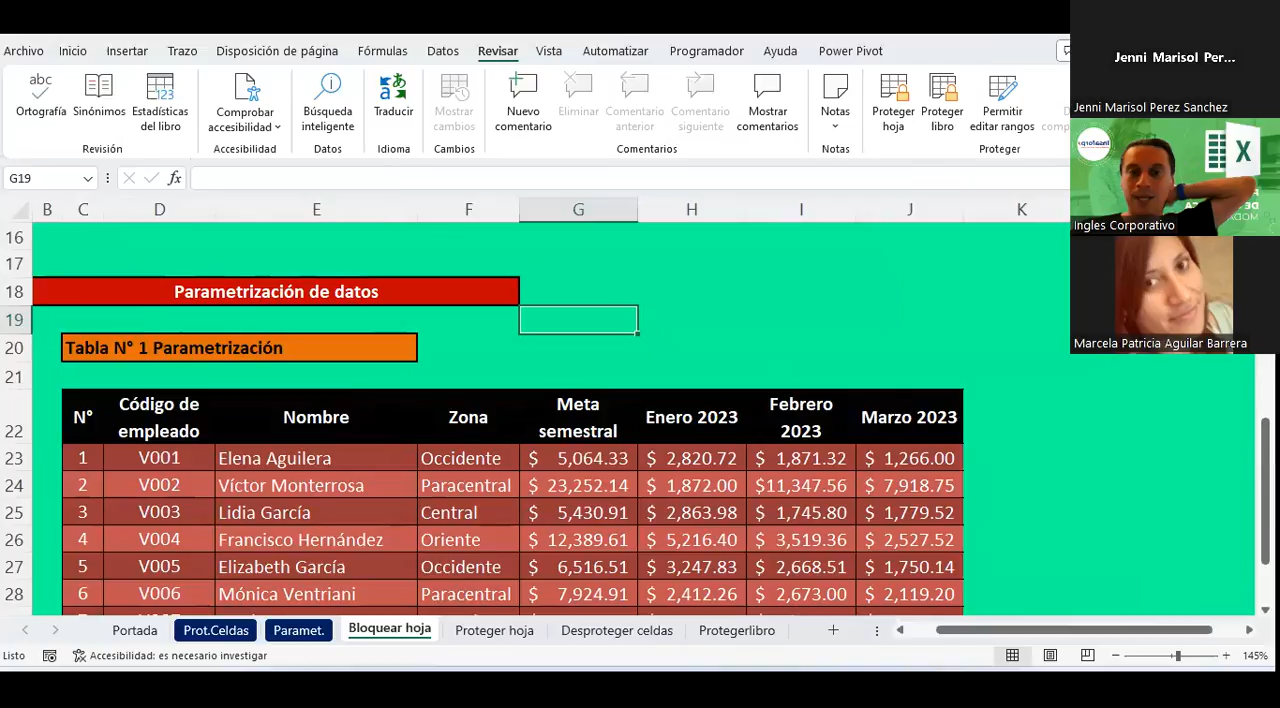 Archivo Inicio Insertar Trazo Disposición de página Fórmulas Datos Revisar Vista Automatizar Programador Ayuda Power Pivot
abc
Ortografía Sinónimos Estadísticas del libro Comprobar accesibilidad Búsqueda inteligente Traducir Mostrar cambios Nuevo comentario Eliminar Comentario anterior Comentario siguiente Mostrar comentarios Notas Proteger hoja Proteger libro Permitir editar rangos
Revisión Accesibilidad Datos Idioma Cambios Comentarios Notas Proteger
G19 fx
B C D E F G H I J K
16
17
18 Parametrización de datos
19
20 Tabla N° 1 Parametrización
21
22 N° Código de empleado Nombre Zona Meta semestral Enero 2023 Febrero 2023 Marzo 2023
23 1 V001 Elena Aguilera Occidente $ 5,064.33 $ 2,820.72 $ 1,871.32 $ 1,266.00
24 2 V002 Víctor Monterrosa Paracentral $ 23,252.14 $ 1,872.00 $11,347.56 $ 7,918.75
25 3 V003 Lidia García Central $ 5,430.91 $ 2,863.98 $ 1,745.80 $ 1,779.52
26 4 V004 Francisco Hernández Oriente $ 12,389.61 $ 5,216.40 $ 3,519.36 $ 2,527.52
27 5 V005 Elizabeth García Occidente $ 6,516.51 $ 3,247.83 $ 2,668.51 $ 1,750.14
28 6 V006 Mónica Ventriani Paracentral $ 7,924.91 $ 2,412.26 $ 2,673.00 $ 2,119.20
Portada Prot.Celdas Paramet. Bloquear hoja Proteger hoja Desproteger celdas Protegerlibro
Listo Accesibilidad: es necesario investigar 145%
Jenni Marisol Per...
Jenni Marisol Perez Sanchez
X
Ingles Corporativo
Marcela Patricia Aguilar Barrera